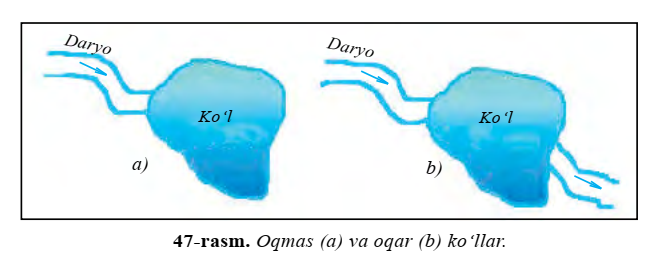 Daryo
Daryo
Ko‘l
Ko‘l
a)
b)
47-rasm. Oqmas (a) va oqar (b) ko‘llar.